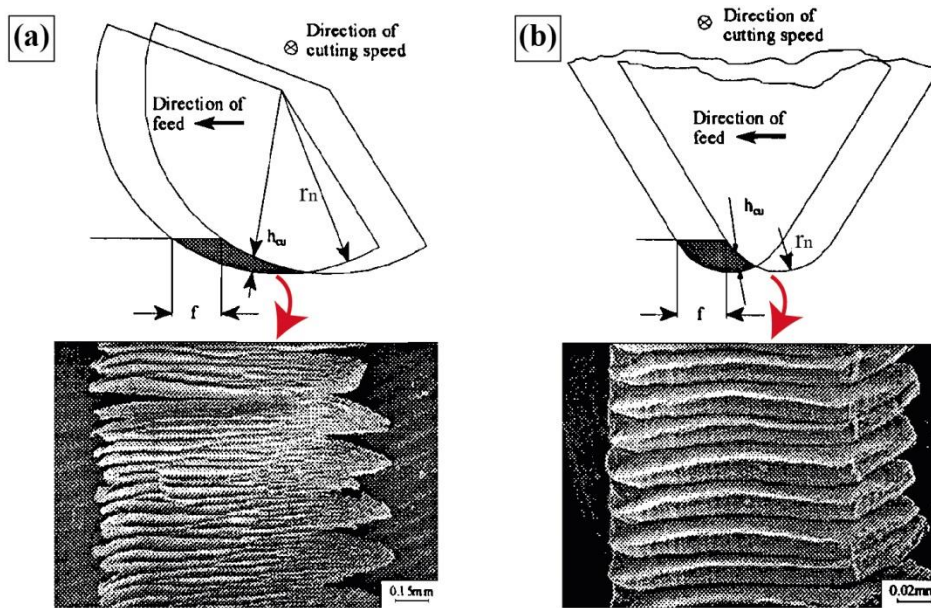 (a)
Direction of
cutting speed
Direction of
feed
rn
hcu
f
0.15mm
(b)
Direction of
cutting speed
Direction of
feed
hcu
rn
f
0.02mm